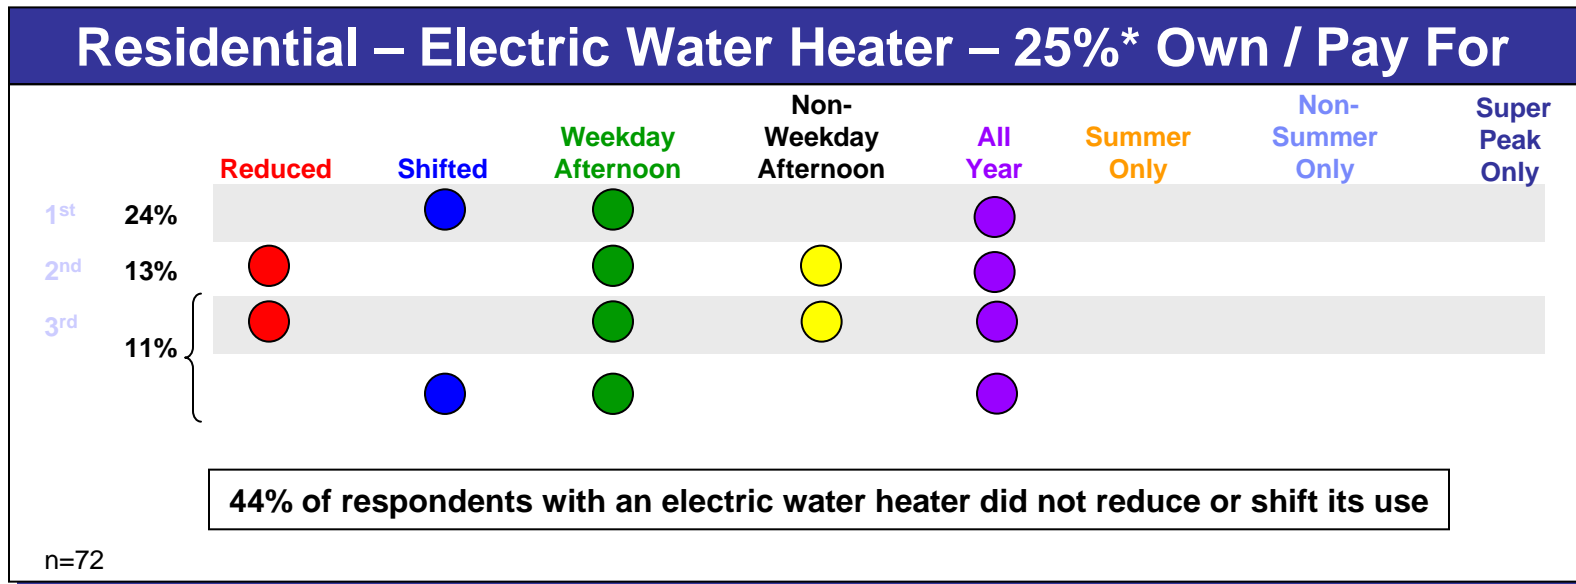 Residential – Electric Water Heater – 25%* Own / Pay For
Reduced
Shifted
Weekday
Afternoon
Non-
Weekday
Afternoon
All
Year
Summer
Only
Non-
Summer
Only
Super
Peak
Only
1st 24%
2nd 13%
3rd
11%
44% of respondents with an electric water heater did not reduce or shift its use
n=72